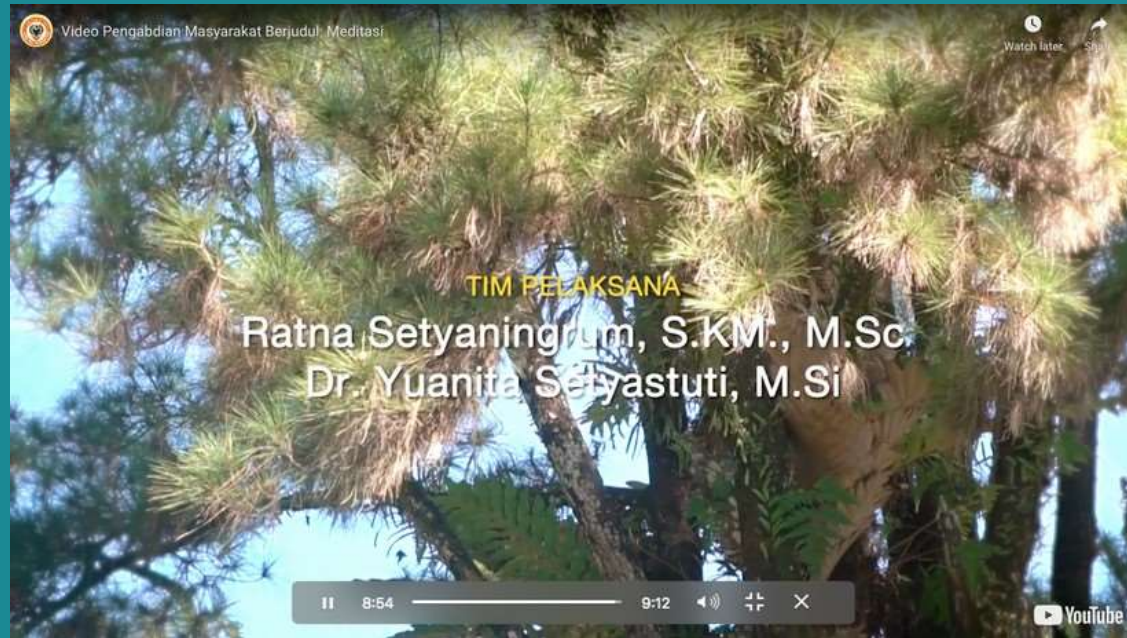 Video Pengabdian Masyarakat Berjudul: Meditasi
Watch later
Share
TIM PELAKSANA
Ratna Setyaningrum, S.KM., M.Sc.
Dr. Yuanita Setyastuti, M.Si
8:54
9:12
YouTube